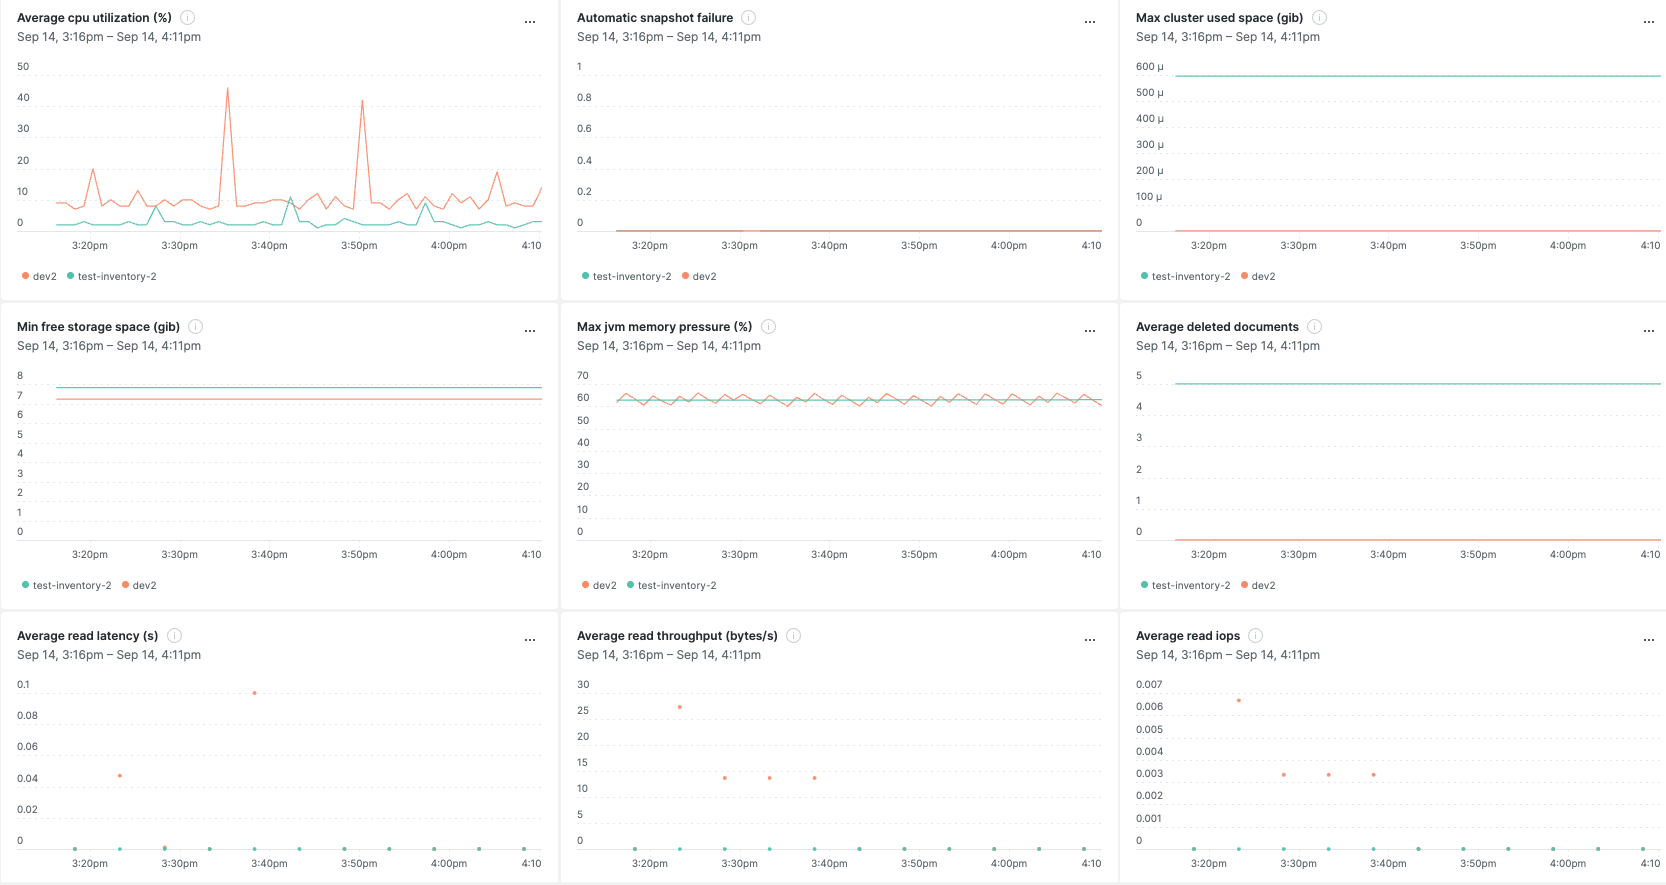 Average cpu utilization (%)
...
Sep 14, 3:16pm – Sep 14, 4:11pm
50
40
30
20
10
0
3:20pm 3:30pm 3:40pm 3:50pm 4:00pm 4:10
dev2 test-inventory-2
Automatic snapshot failure
...
Sep 14, 3:16pm – Sep 14, 4:11pm
1
0.8
0.6
0.4
0.2
0
3:20pm 3:30pm 3:40pm 3:50pm 4:00pm 4:10
test-inventory-2 dev2
Max cluster used space (gib)
...
Sep 14, 3:16pm – Sep 14, 4:11pm
600 µ
500 µ
400 µ
300 µ
200 µ
100 µ
0
3:20pm 3:30pm 3:40pm 3:50pm 4:00pm 4:10
test-inventory-2 dev2
Min free storage space (gib)
...
Sep 14, 3:16pm – Sep 14, 4:11pm
8
7
6
5
4
3
2
1
0
3:20pm 3:30pm 3:40pm 3:50pm 4:00pm 4:10
test-inventory-2 dev2
Max jvm memory pressure (%)
...
Sep 14, 3:16pm – Sep 14, 4:11pm
70
60
50
40
30
20
10
0
3:20pm 3:30pm 3:40pm 3:50pm 4:00pm 4:10
dev2 test-inventory-2
Average deleted documents
...
Sep 14, 3:16pm – Sep 14, 4:11pm
5
4
3
2
1
0
3:20pm 3:30pm 3:40pm 3:50pm 4:00pm 4:10
test-inventory-2 dev2
Average read latency (s)
...
Sep 14, 3:16pm – Sep 14, 4:11pm
0.1
0.08
0.06
0.04
0.02
0
3:20pm 3:30pm 3:40pm 3:50pm 4:00pm 4:10
Average read throughput (bytes/s)
...
Sep 14, 3:16pm – Sep 14, 4:11pm
30
25
20
15
10
5
0
3:20pm 3:30pm 3:40pm 3:50pm 4:00pm 4:10
Average read iops
...
Sep 14, 3:16pm – Sep 14, 4:11pm
0.007
0.006
0.005
0.004
0.003
0.002
0.001
0
3:20pm 3:30pm 3:40pm 3:50pm 4:00pm 4:10